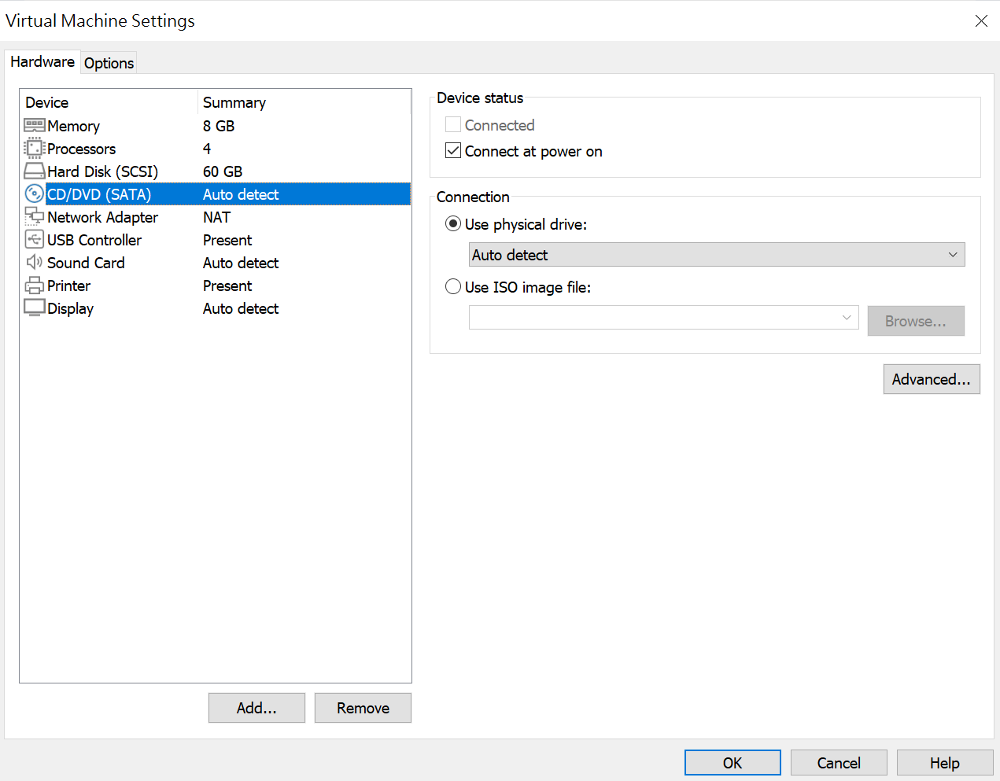 Virtual Machine Settings
Hardware Options
Device Summary
Memory 8 GB
Processors 4
Hard Disk (SCSI) 60 GB
CD/DVD (SATA) Auto detect
Network Adapter NAT
USB Controller Present
Sound Card Auto detect
Printer Present
Display Auto detect
Add... Remove
Device status
Connected
Connect at power on
Connection
Use physical drive:
Auto detect
Use ISO image file:
Browse...
Advanced...
OK Cancel Help